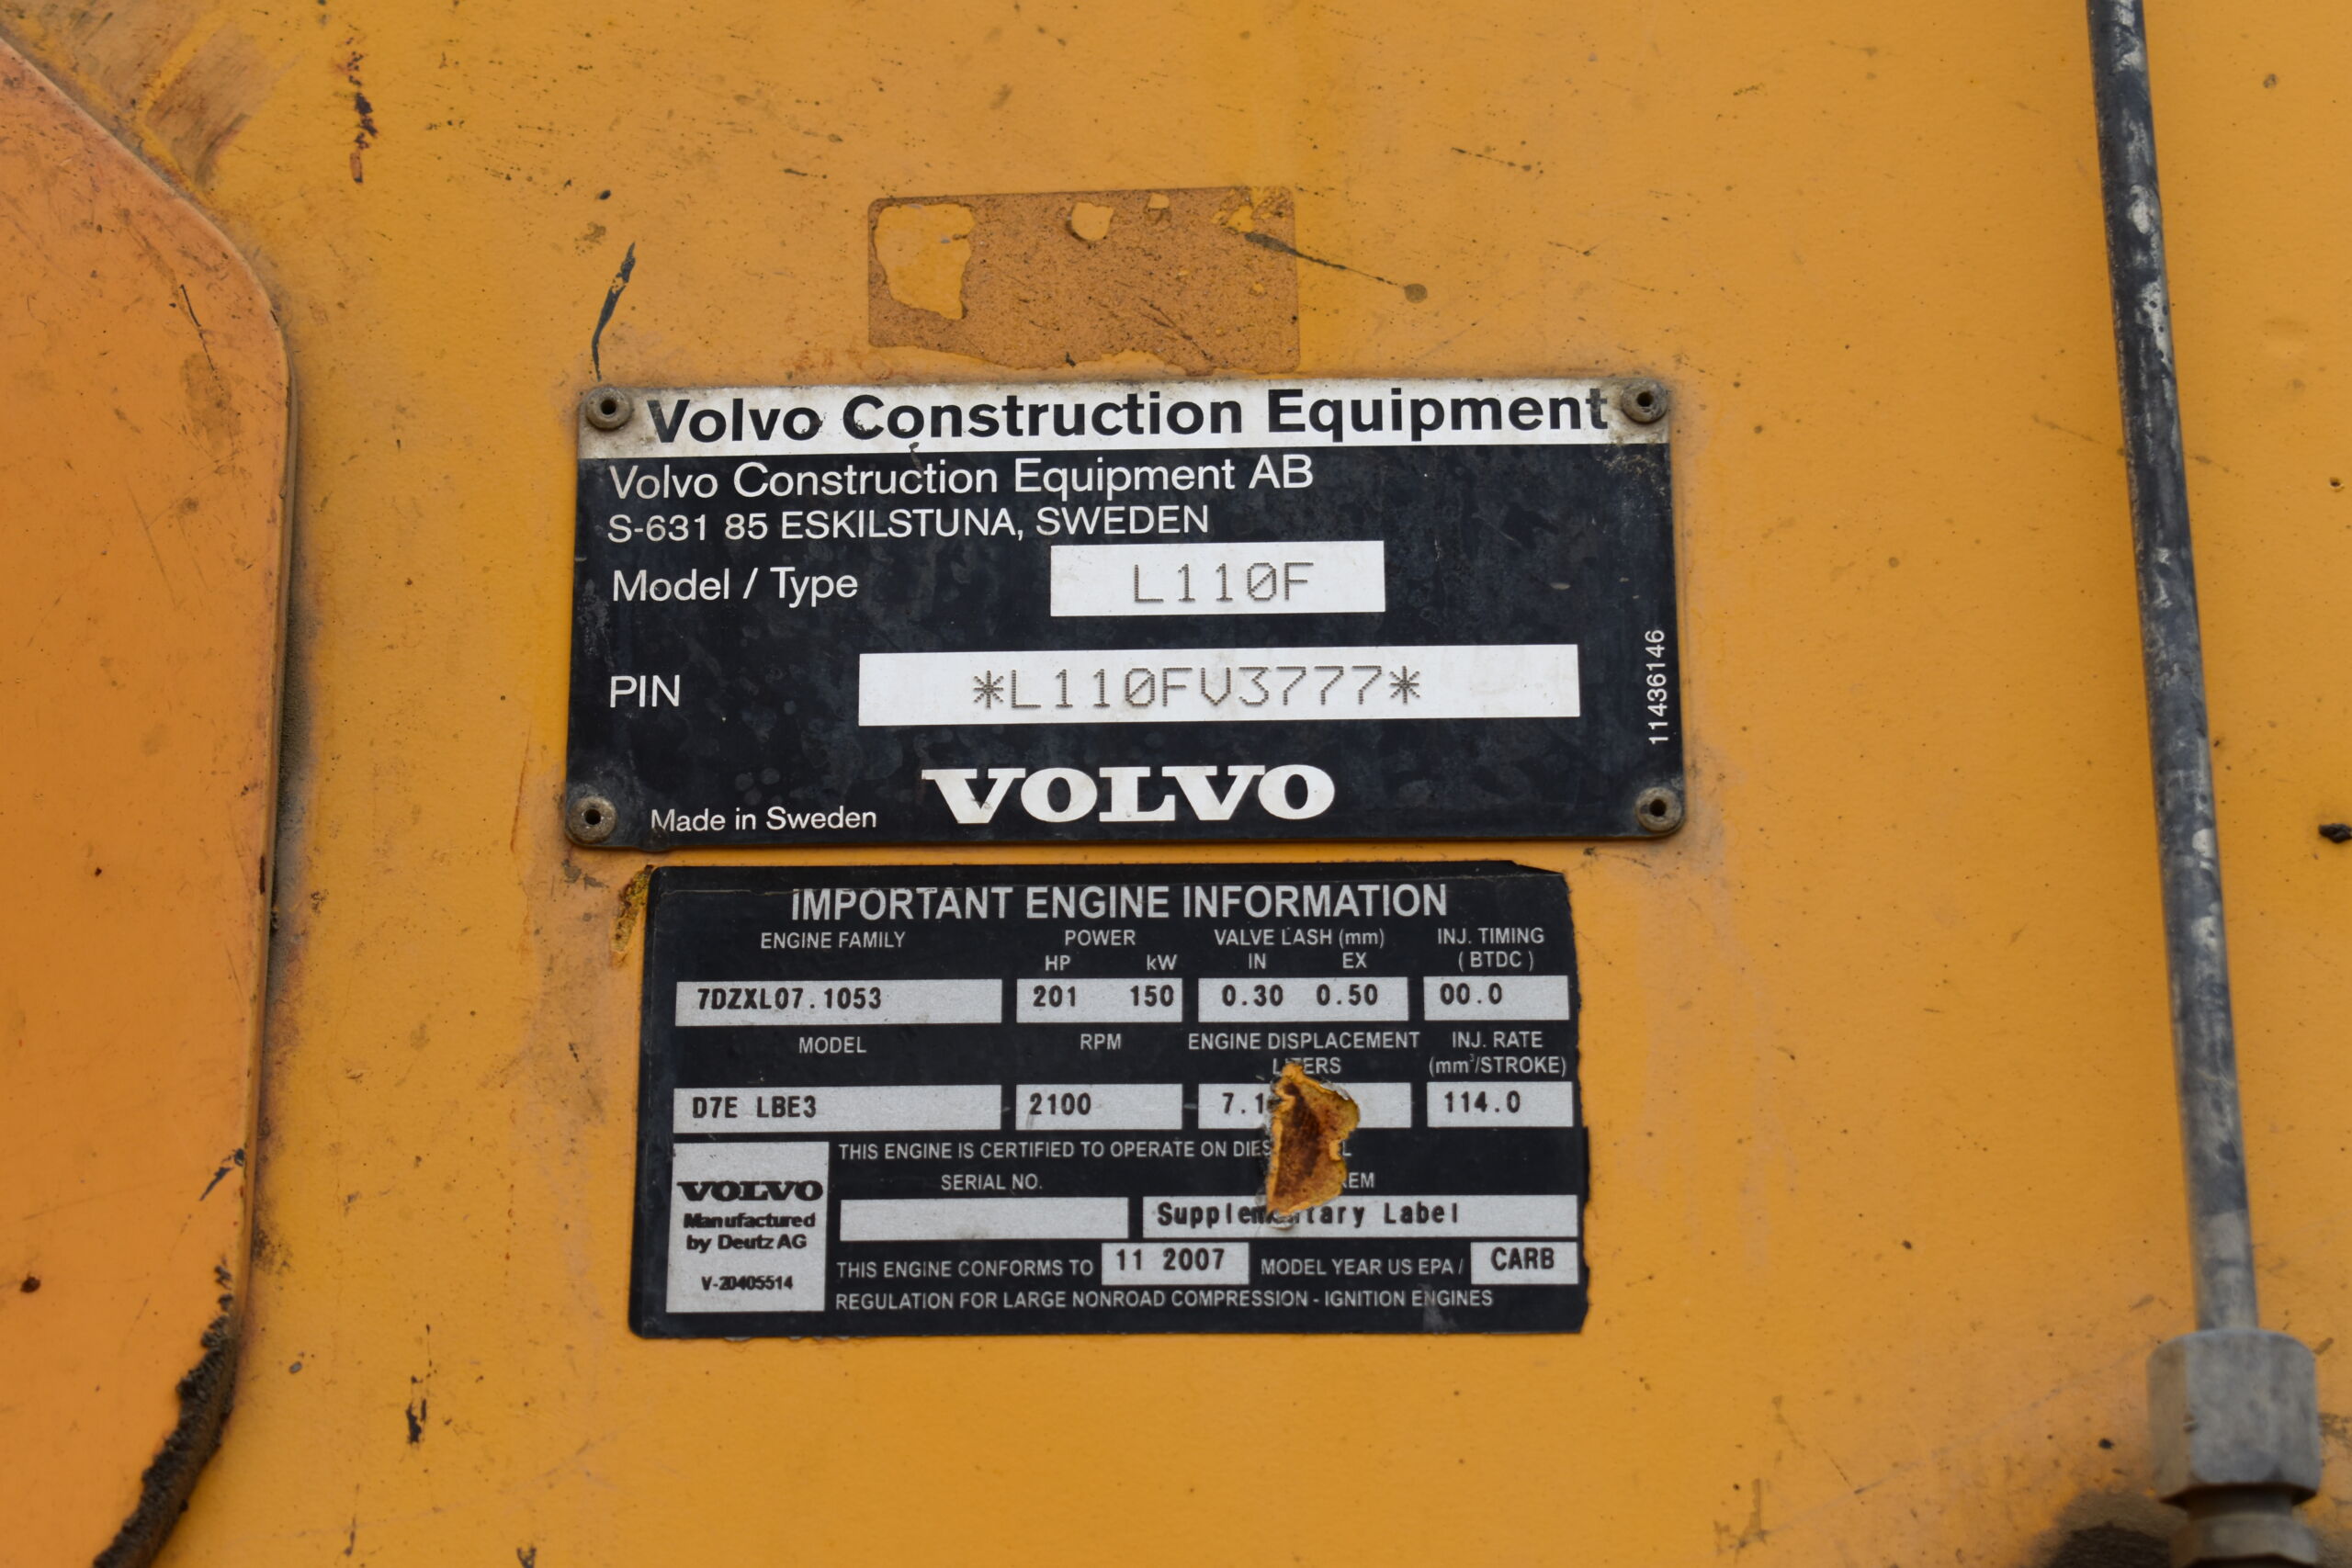 Volvo Construction Equipment
Volvo Construction Equipment AB
S-631 85 ESKILSTUNA, SWEDEN
Model / Type L110F
PIN *L110FV3777*
11436146
Made in Sweden VOLVO
IMPORTANT ENGINE INFORMATION
ENGINE FAMILY POWER VALVE LASH (mm) INJ. TIMING
HP kW IN EX (BTDC)
7DZXL07.1053 201 150 0.30 0.50 00.0
MODEL RPM ENGINE DISPLACEMENT INJ. RATE
(mm³/STROKE)
D7E LBE3 2100 7.1 114.0
THIS ENGINE IS CERTIFIED TO OPERATE ON
SERIAL NO.
Label
VOLVO
Manufactured
by Deutz AG
V-20405514
THIS ENGINE CONFORMS TO 11 2007 MODEL YEAR US EPA / CARB
REGULATION FOR LARGE NONROAD COMPRESSION - IGNITION ENGINES